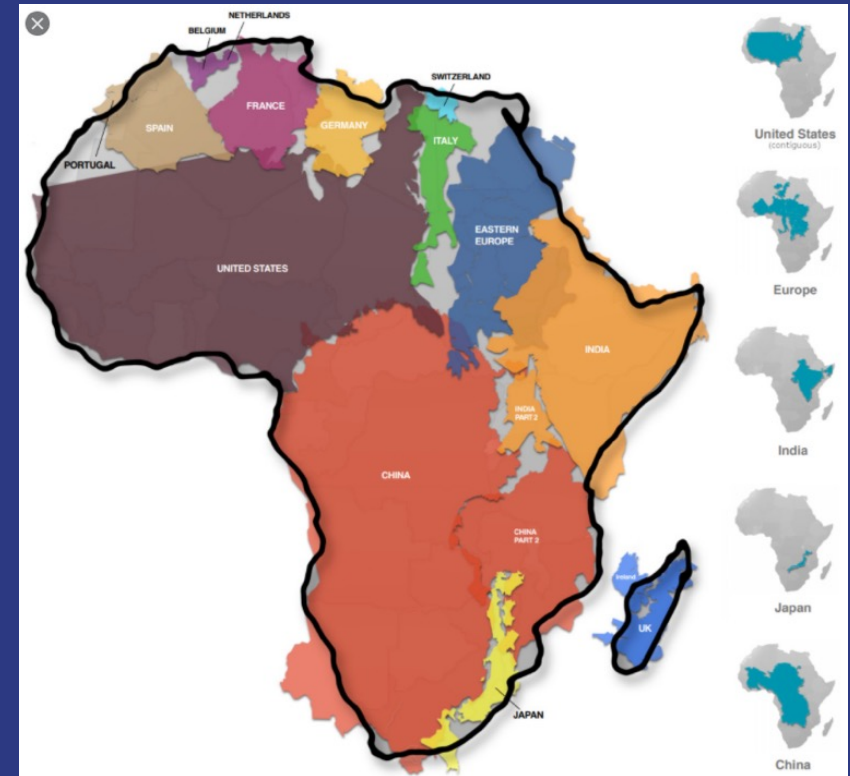 NETHERLANDS
BELGIUM
SWITZERLAND
FRANCE
SPAIN
GERMANY
ITALY
PORTUGAL
EASTERN
EUROPE
UNITED STATES
INDIA
INDIA
PART 2
CHINA
CHINA
PART 2
Ireland
UK
JAPAN
United States
(contiguous)
Europe
India
Japan
China